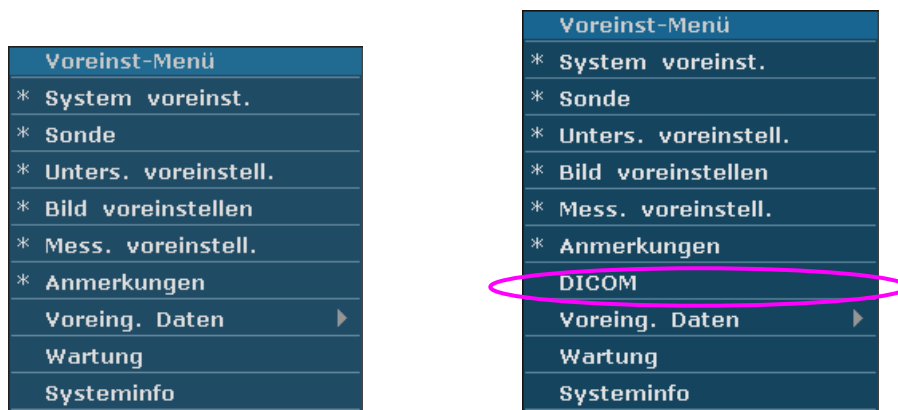 Voreinst-Menü
* System voreinst.
* Sonde
* Unters. voreinstell.
* Bild voreinstellen
* Mess. voreinstell.
* Anmerkungen
Voreing. Daten
Wartung
Systeminfo
Voreinst-Menü
* System voreinst.
* Sonde
* Unters. voreinstell.
* Bild voreinstellen
* Mess. voreinstell.
* Anmerkungen
DICOM
Voreing. Daten
Wartung
Systeminfo